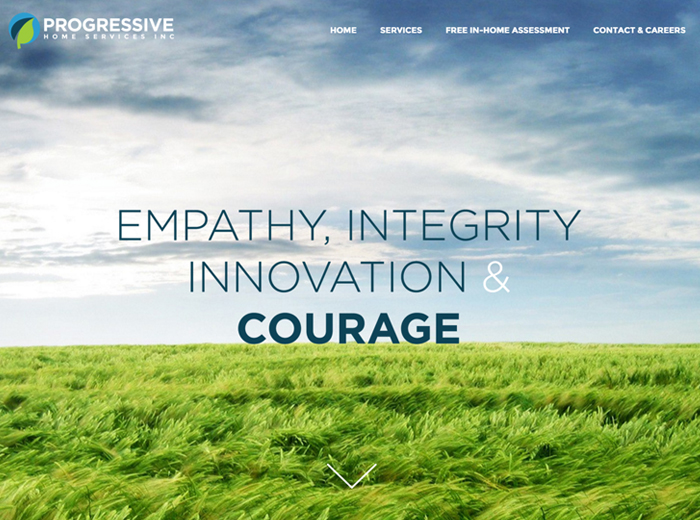 PROGRESSIVE
HOME SERVICES INC
HOME SERVICES FREE IN-HOME ASSESSMENT CONTACT & CAREERS
EMPATHY, INTEGRITY
INNOVATION &
COURAGE